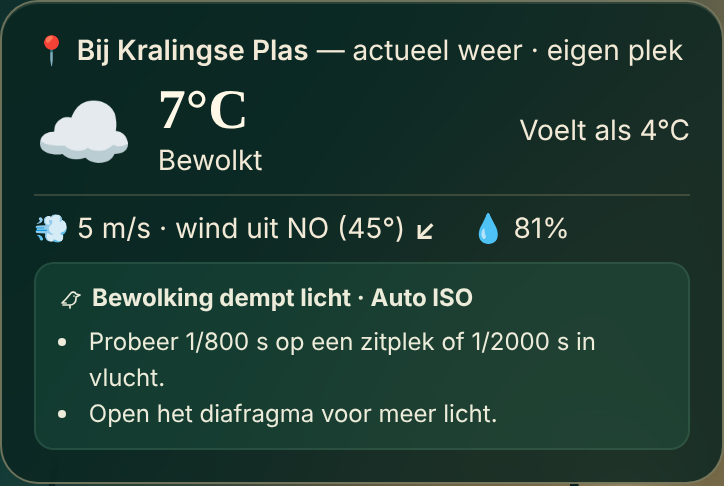 📍 Bij Kralingse Plas — actueel weer · eigen plek
7°C
Voelt als 4°C
Bewolkt
💨 5 m/s · wind uit NO (45°) ↙ 💧 81%
Bewolking dempt licht · Auto ISO
• Probeer 1/800 s op een zitplek of 1/2000 s in
vlucht.
• Open het diafragma voor meer licht.